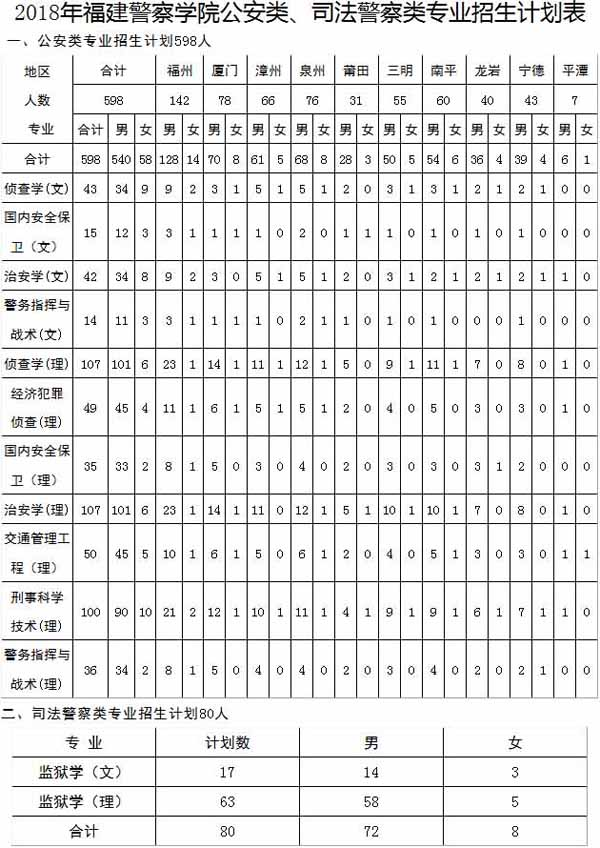 2018年福建警察学院公安类、司法警察类专业招生计划表
一、公安类专业招生计划598人
地区 合计 福州 厦门 漳州 泉州 莆田 三明 南平 龙岩 宁德 平潭
人数 598 142 78 66 76 31 55 60 40 43 7
专业 合计 男 女 男 女 男 女 男 女 男 女 男 女 男 女 男 女 男 女 男 女 男 女
合计 598 540 58 128 14 70 8 61 5 68 8 28 3 50 5 54 6 36 4 39 4 6 1
侦查学(文) 43 34 9 9 2 3 1 5 1 5 1 2 0 3 1 3 1 2 1 2 1 0 0
国内安全保
卫（文） 15 12 3 3 1 1 1 1 0 2 0 1 1 1 0 1 0 1 0 1 0 0 0
治安学(文) 42 34 8 9 2 3 0 5 1 5 1 2 0 3 1 2 1 2 1 2 1 1 0
警务指挥与
战术(文) 14 11 3 3 1 1 1 1 0 2 1 1 0 1 0 1 0 0 0 1 0 0 0
侦查学(理) 107 101 6 23 1 14 1 11 1 12 1 5 0 9 1 11 1 7 0 8 0 1 0
经济犯罪
侦查(理) 49 45 4 11 1 6 1 5 1 5 1 2 0 4 0 5 0 3 0 3 0 1 0
国内安全保
卫（理） 35 33 2 8 1 5 0 3 0 4 0 2 0 3 0 3 0 3 1 2 0 0 0
治安学(理) 107 101 6 23 1 14 1 11 0 12 1 5 1 10 1 10 1 7 0 8 0 1 0
交通管理工
程（理） 50 45 5 10 1 6 1 5 0 6 1 2 0 4 0 5 1 3 0 3 0 1 1
刑事科学
技术(理) 100 90 10 21 2 12 1 10 1 11 1 4 1 9 1 9 1 6 1 7 1 1 0
警务指挥与
战术(理) 36 34 2 8 1 5 0 4 0 4 0 2 0 3 0 4 0 2 0 2 1 0 0
二、司法警察类专业招生计划80人
专 业 计划数 男 女
监狱学（文） 17 14 3
监狱学（理） 63 58 5
合计 80 72 8